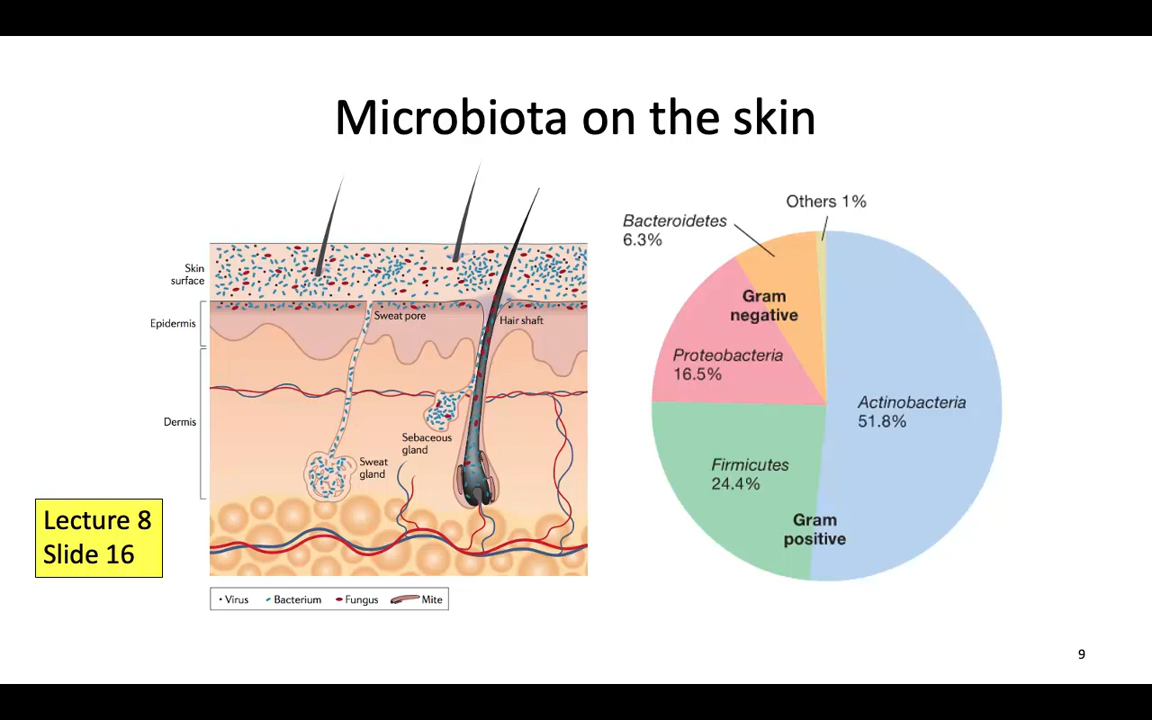 Microbiota on the skin
Skin
surface
Epidermis
Dermis
Sweat pore
Hair shaft
Sebaceous
gland
Sweat
gland
• Virus
Bacterium
Fungus
Mite
Lecture 8
Slide 16
Others 1%
Bacteroidetes
6.3%
Gram
negative
Proteobacteria
16.5%
Actinobacteria
51.8%
Firmicutes
24.4%
Gram
positive
9